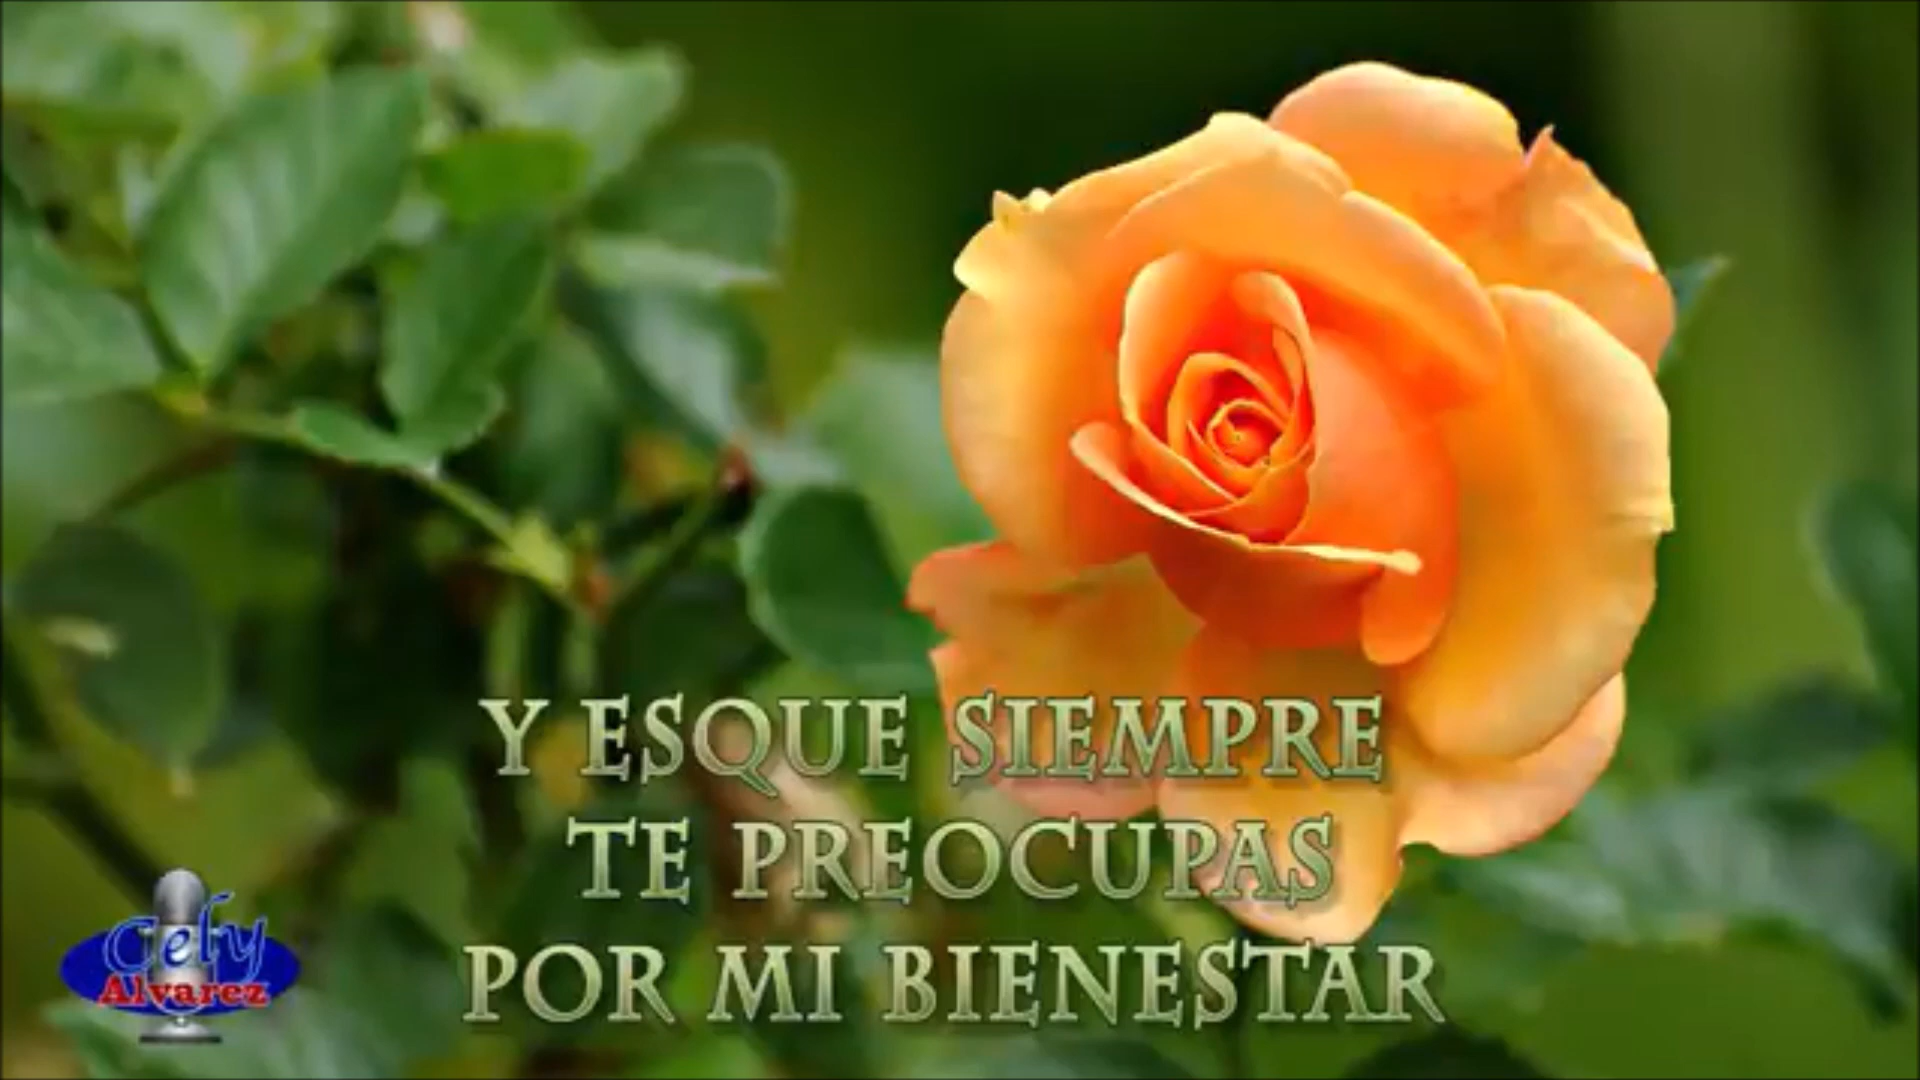 Y ESQUE SIEMPRE
TE PREOCUPAS
POR MI BIENESTAR
Cely
Alvarez